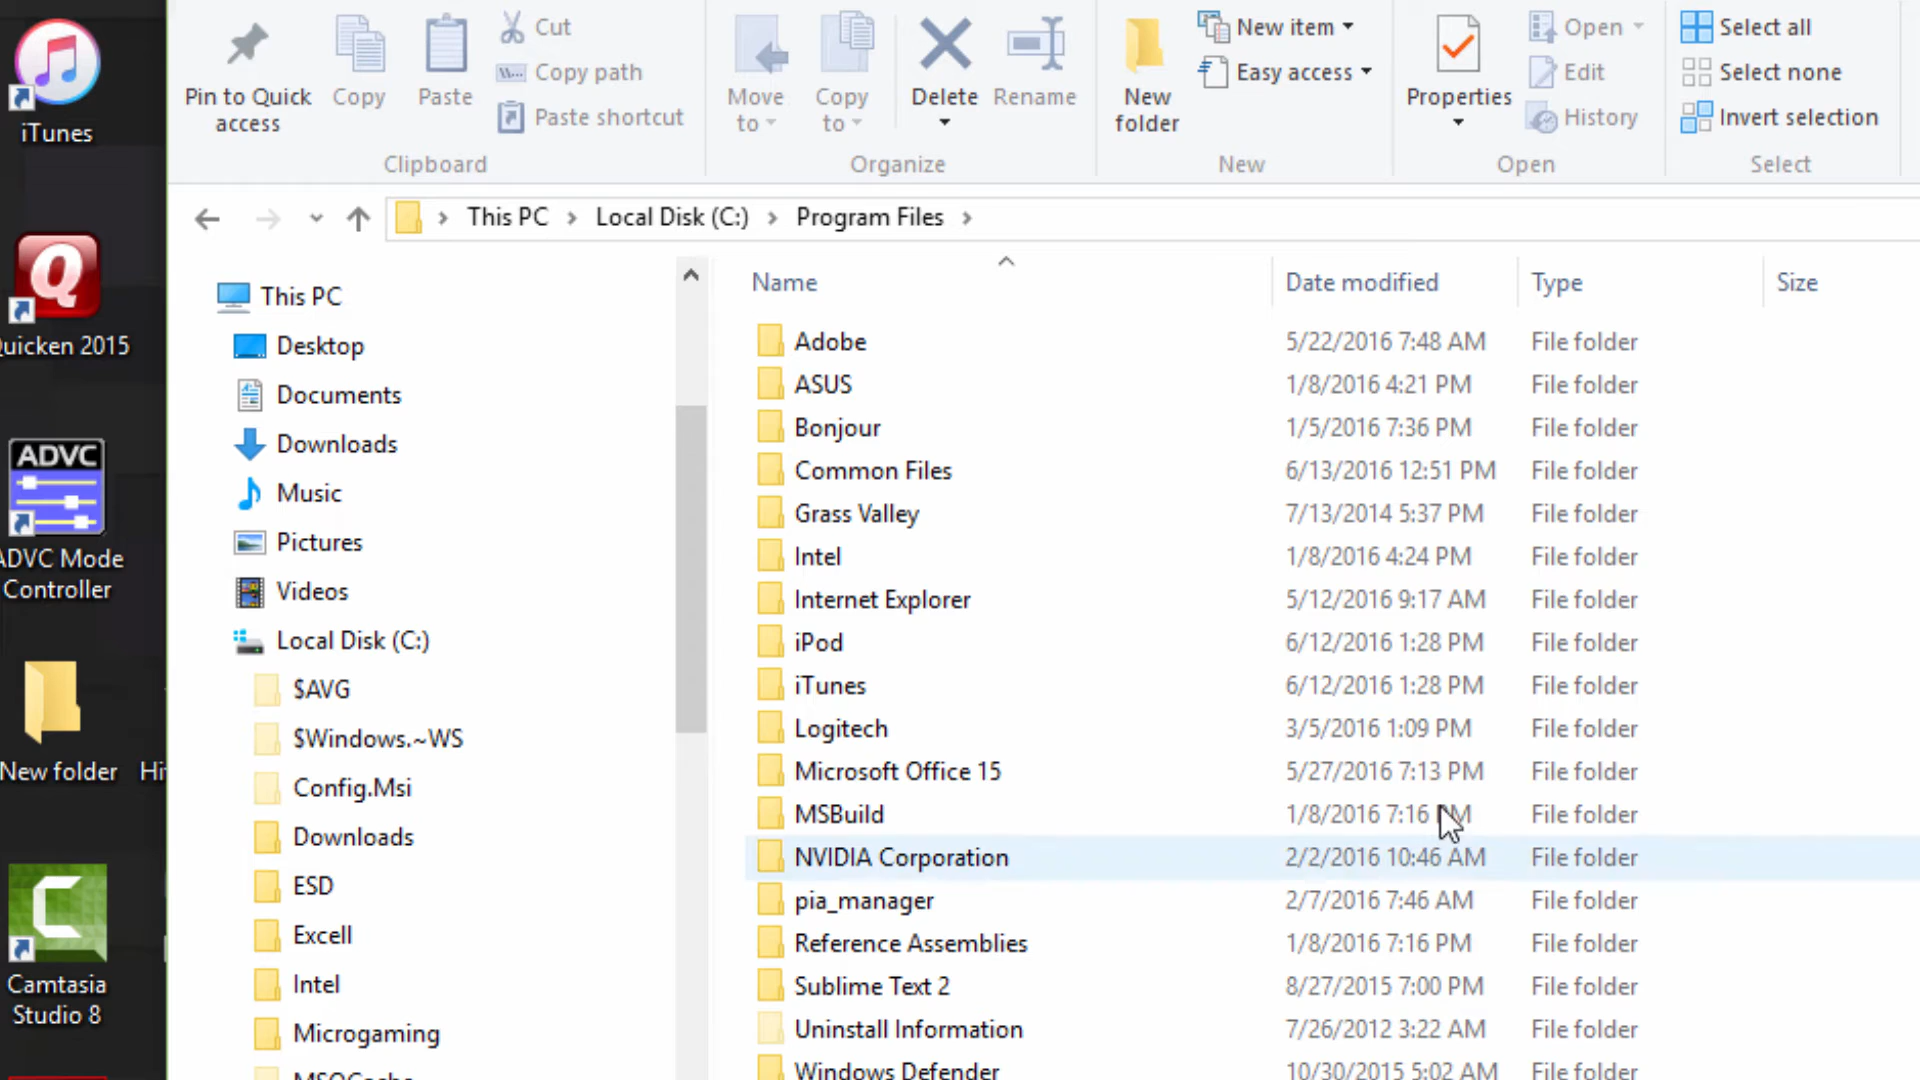 iTunes
Quicken 2015
ADVC
ADVC Mode
Controller
New folder
Hi
Camtasia
Studio 8
Pin to Quick
access
Copy
Paste
Cut
Copy path
Paste shortcut
Clipboard
Move
to
Copy
to
Delete
Rename
Organize
New
folder
New item
Easy access
New
Properties
Open
Edit
History
Open
Select all
Select none
Invert selection
Select
This PC
Local Disk (C:)
Program Files
This PC
Desktop
Documents
Downloads
Music
Pictures
Videos
Local Disk (C:)
$AVG
$Windows.~WS
Config.Msi
Downloads
ESD
Excell
Intel
Microgaming
MSOCache
Name Date modified Type Size
Adobe 5/22/2016 7:48 AM File folder
ASUS 1/8/2016 4:21 PM File folder
Bonjour 1/5/2016 7:36 PM File folder
Common Files 6/13/2016 12:51 PM File folder
Grass Valley 7/13/2014 5:37 PM File folder
Intel 1/8/2016 4:24 PM File folder
Internet Explorer 5/12/2016 9:17 AM File folder
iPod 6/12/2016 1:28 PM File folder
iTunes 6/12/2016 1:28 PM File folder
Logitech 3/5/2016 1:09 PM File folder
Microsoft Office 15 5/27/2016 7:13 PM File folder
MSBuild 1/8/2016 7:16 PM File folder
NVIDIA Corporation 2/2/2016 10:46 AM File folder
pia_manager 2/7/2016 7:46 AM File folder
Reference Assemblies 1/8/2016 7:16 PM File folder
Sublime Text 2 8/27/2015 7:00 PM File folder
Uninstall Information 7/26/2012 3:22 AM File folder
Windows Defender 10/30/2015 5:02 AM File folder